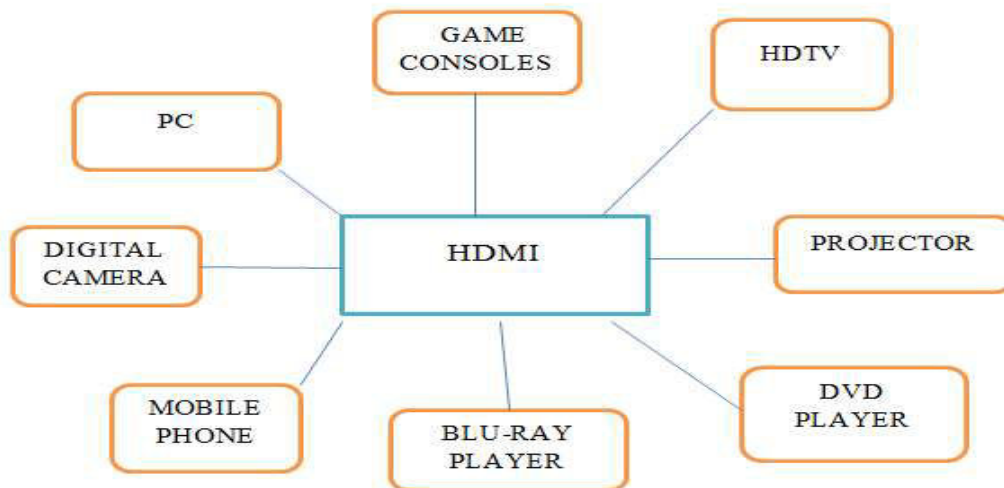 GAME
CONSOLES
HDTV
PC
HDMI
DIGITAL
CAMERA
PROJECTOR
MOBILE
PHONE
BLU-RAY
PLAYER
DVD
PLAYER